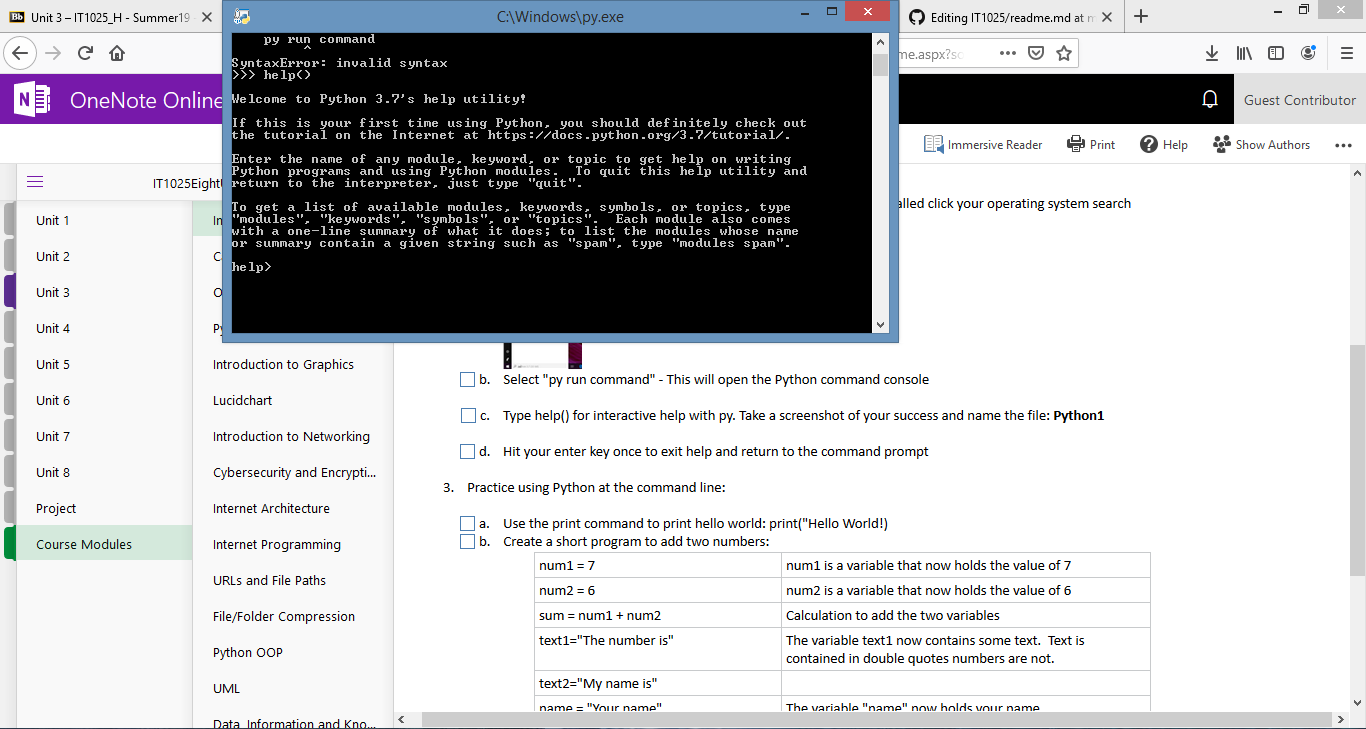 Unit 3 – IT1025_H - Summer19
C:\Windows\py.exe
Editing IT1025/readme.md at m
me.aspx?sc
OneNote Online
Guest Contributor
Immersive Reader
Print
Help
Show Authors
py run command
^
SyntaxError: invalid syntax
>>> help()
Welcome to Python 3.7's help utility!
If this is your first time using Python, you should definitely check out
the tutorial on the Internet at https://docs.python.org/3.7/tutorial/.
Enter the name of any module, keyword, or topic to get help on writing
Python programs and using Python modules.  To quit this help utility and
return to the interpreter, just type "quit".
To get a list of available modules, keywords, symbols, or topics, type
"modules", "keywords", "symbols", or "topics".  Each module also comes
with a one-line summary of what it does; to list the modules whose name
or summary contain a given string such as "spam", type "modules spam".
help>
IT1025Eight
Unit 1
Unit 2
Unit 3
Unit 4
Unit 5
Unit 6
Unit 7
Unit 8
Project
Course Modules
In
C
O
Py
Introduction to Graphics
Lucidchart
Introduction to Networking
Cybersecurity and Encrypti...
Internet Architecture
Internet Programming
URLs and File Paths
File/Folder Compression
Python OOP
UML
Data, Information and Kno...
alled click your operating system search
b. Select "py run command" - This will open the Python command console
c. Type help() for interactive help with py. Take a screenshot of your success and name the file: Python1
d. Hit your enter key once to exit help and return to the command prompt
3. Practice using Python at the command line:
a. Use the print command to print hello world: print("Hello World!)
b. Create a short program to add two numbers:
num1 = 7 num1 is a variable that now holds the value of 7
num2 = 6 num2 is a variable that now holds the value of 6
sum = num1 + num2 Calculation to add the two variables
text1="The number is" The variable text1 now contains some text.  Text is
contained in double quotes numbers are not.
text2="My name is"
name = "Your name" The variable "name" now holds your name